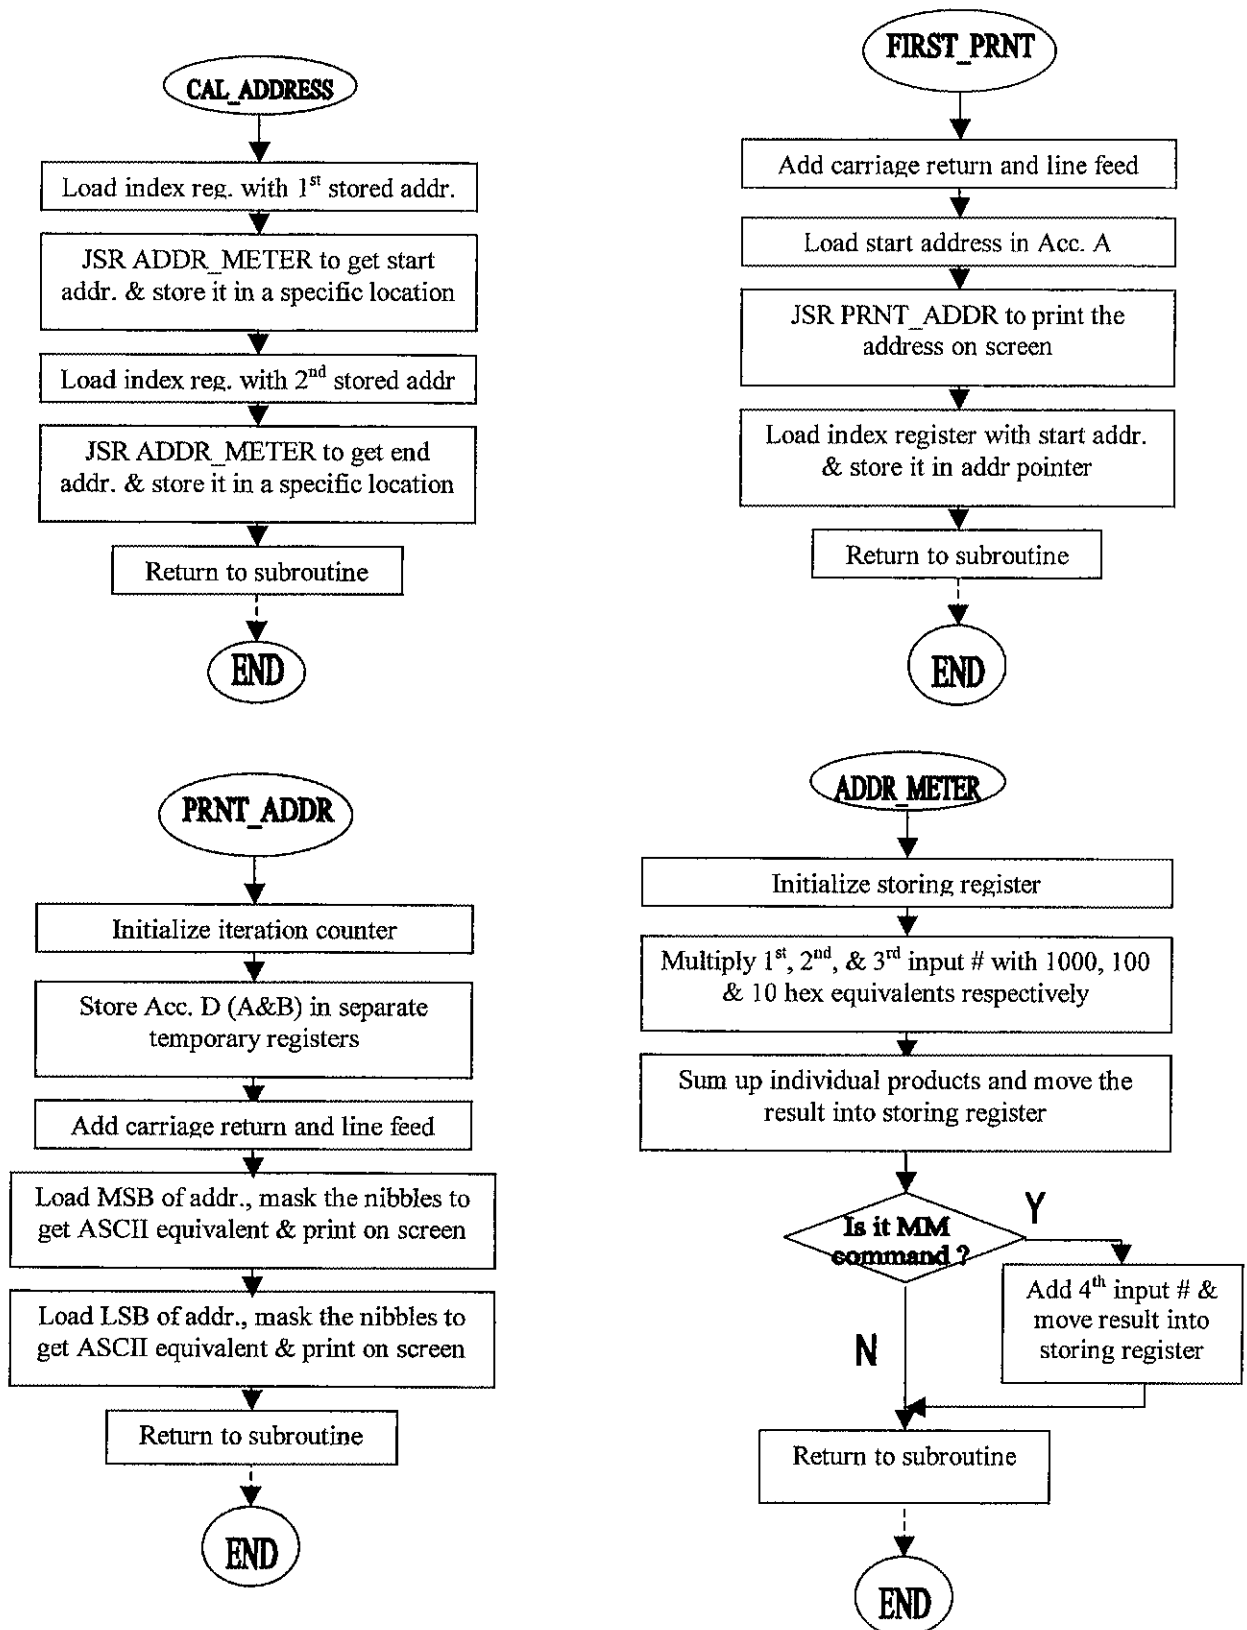 CAL_ADDRESS
Load index reg. with 1st stored addr.
JSR ADDR_METER to get start
addr. & store it in a specific location
Load index reg. with 2nd stored addr
JSR ADDR_METER to get end
addr. & store it in a specific location
Return to subroutine
END
FIRST_PRNT
Add carriage return and line feed
Load start address in Acc. A
JSR PRNT_ADDR to print the
address on screen
Load index register with start addr.
& store it in addr pointer
Return to subroutine
END
PRNT_ADDR
Initialize iteration counter
Store Acc. D (A&B) in separate
temporary registers
Add carriage return and line feed
Load MSB of addr., mask the nibbles to
get ASCII equivalent & print on screen
Load LSB of addr., mask the nibbles to
get ASCII equivalent & print on screen
Return to subroutine
END
ADDR_METER
Initialize storing register
Multiply 1st, 2nd, & 3rd input # with 1000, 100
& 10 hex equivalents respectively
Sum up individual products and move the
result into storing register
Is it MM
command ?
Y
Add 4th input # &
move result into
storing register
N
Return to subroutine
END